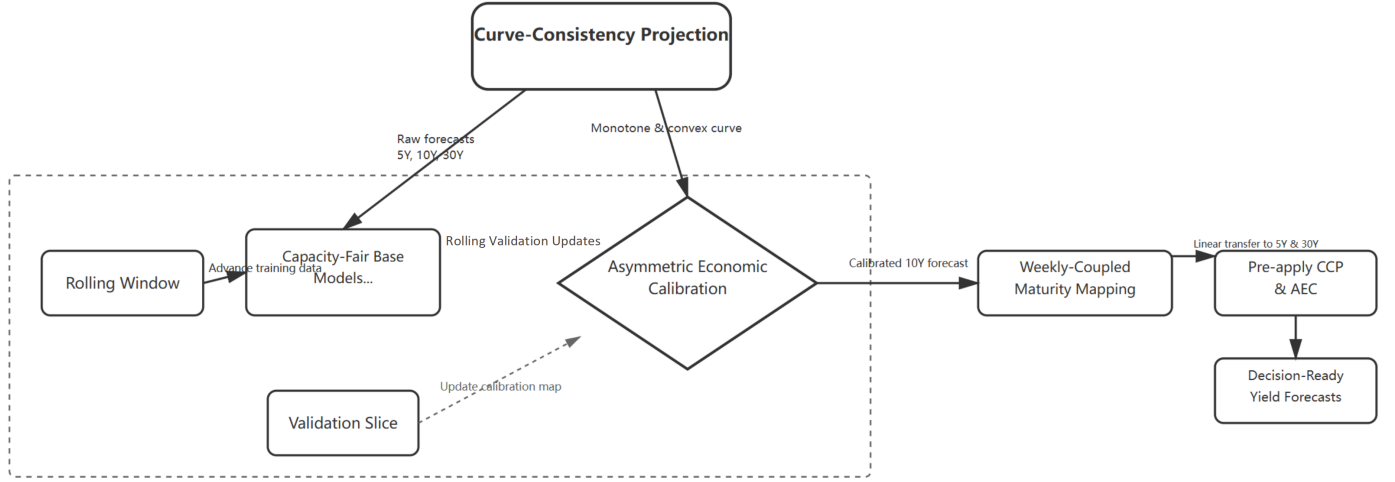 Curve-Consistency Projection
Raw forecasts
5Y, 10Y, 30Y
Monotone & convex curve
Rolling Validation Updates
Rolling Window
Advance training data
Capacity-Fair Base
Models...
Asymmetric Economic
Calibration
Calibrated 10Y forecast
Weekly-Coupled
Maturity Mapping
Linear transfer to 5Y & 30Y
Pre-apply CCP
& AEC
Update calibration map
Validation Slice
Decision-Ready
Yield Forecasts